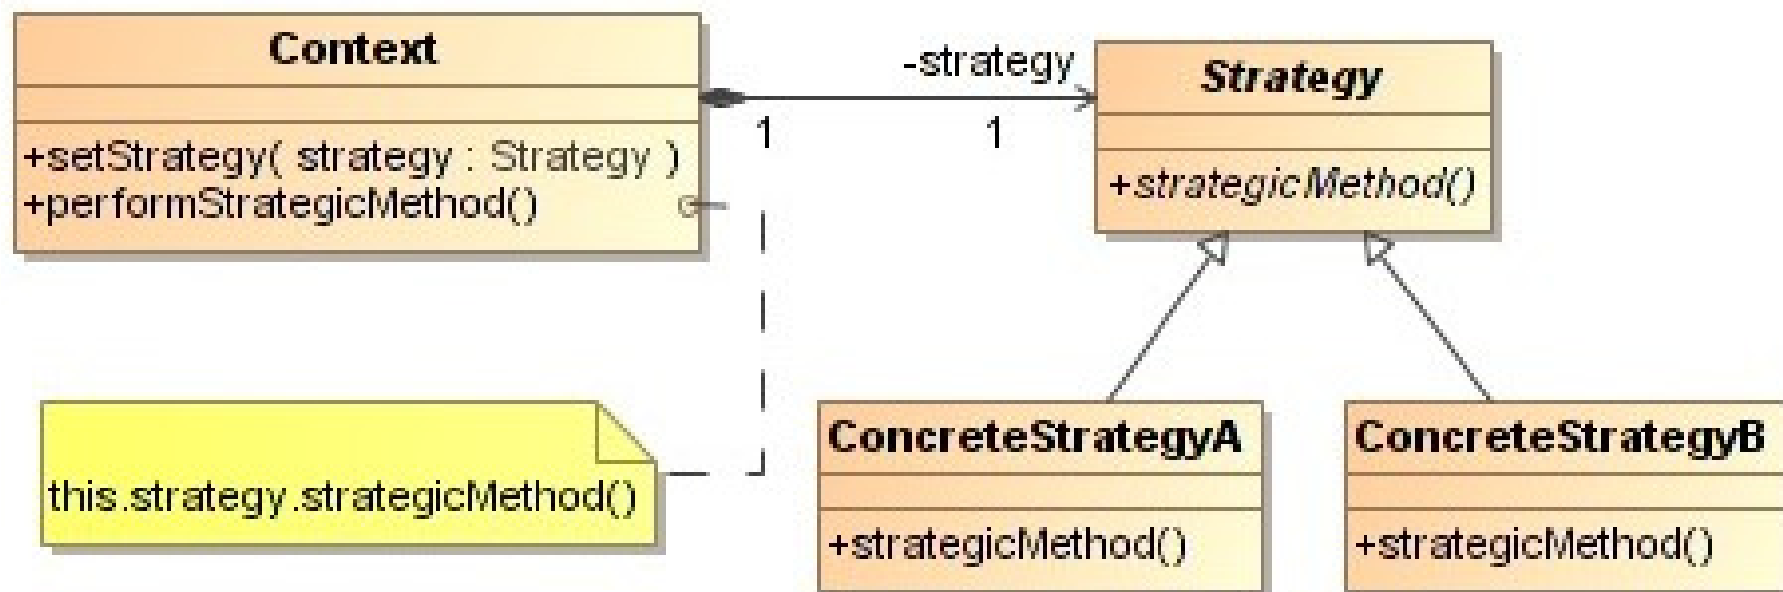 Context
+setStrategy( strategy : Strategy )
+performStrategicMethod()
-strategy
1
1
Strategy
+strategicMethod()
this.strategy.strategicMethod()
ConcreteStrategyA
+strategicMethod()
ConcreteStrategyB
+strategicMethod()